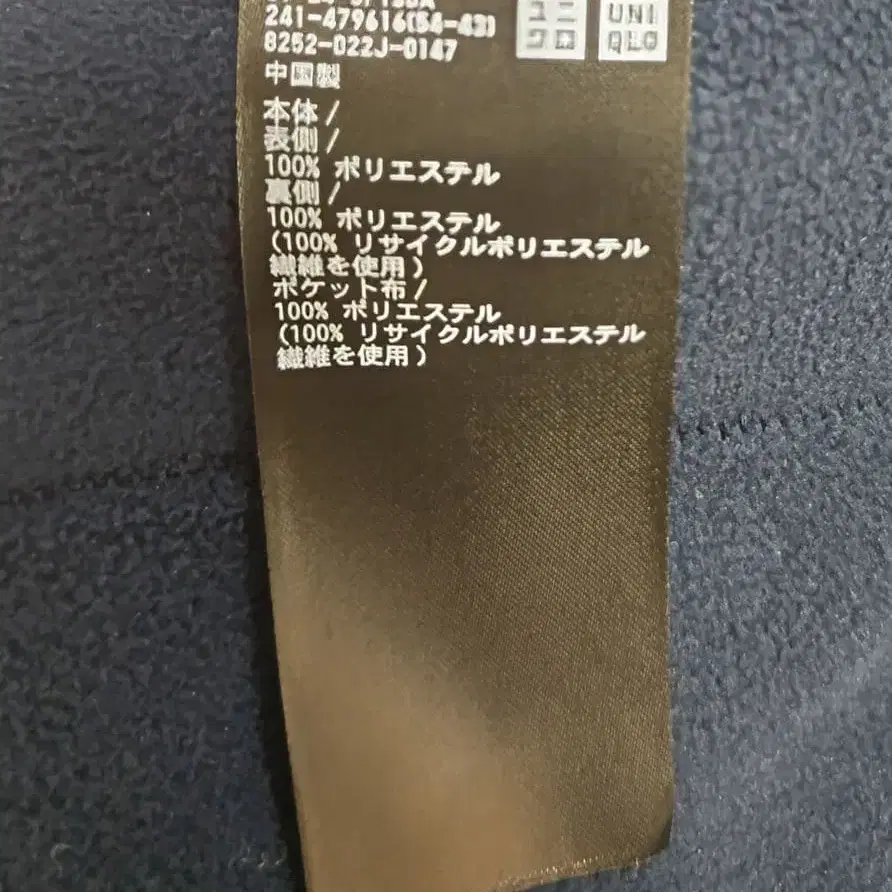 241-479616(54-43)
8252-022J-0147
ユニ
クロ
UNI
QLO
中国製
本体/
表側/
100% ポリエステル
裏側/
100% ポリエステル
(100% リサイクルポリエステル
繊維を使用)
ポケット布/
100% ポリエステル
(100% リサイクルポリエステル
繊維を使用)